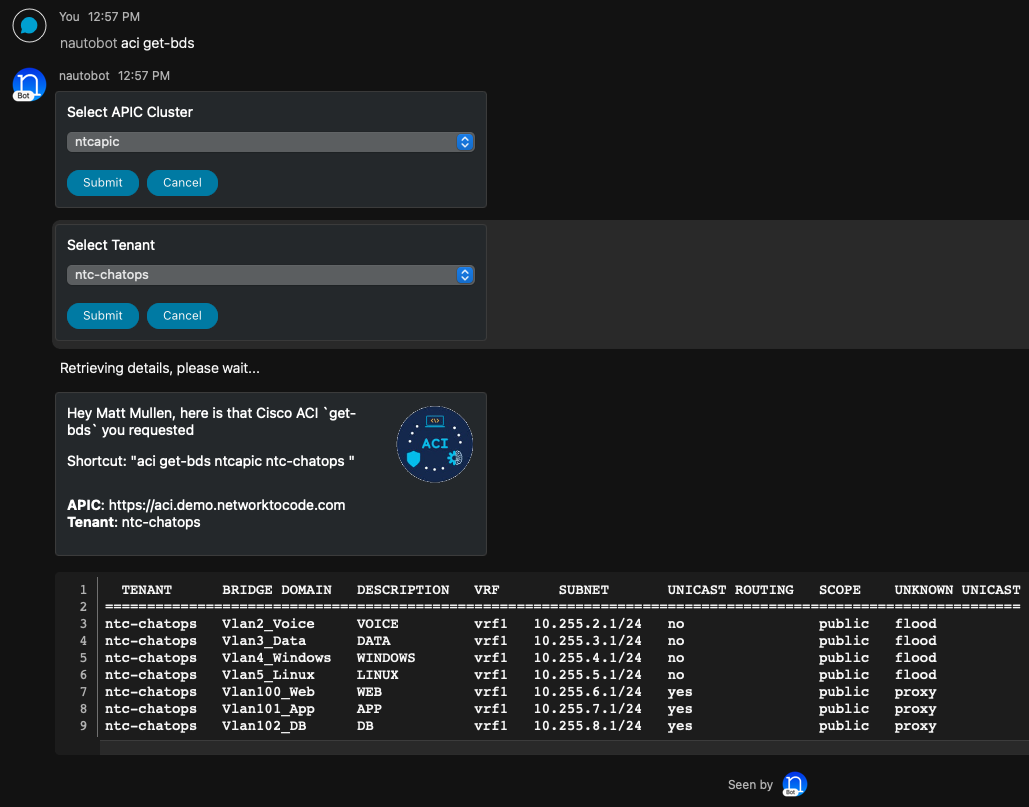 You 12:57 PM
nautobot aci get-bds
nautobot 12:57 PM
Bot
Select APIC Cluster
ntcapic
Submit Cancel
Select Tenant
ntc-chatops
Submit Cancel
Retrieving details, please wait...
Hey Matt Mullen, here is that Cisco ACI `get-
bds` you requested
Shortcut: "aci get-bds ntcapic ntc-chatops "
APIC: https://aci.demo.networktocode.com
Tenant: ntc-chatops
ACI
1 TENANT BRIDGE DOMAIN DESCRIPTION VRF SUBNET UNICAST ROUTING SCOPE UNKNOWN UNICAST
2 =============================================================================================================
3 ntc-chatops Vlan2_Voice VOICE vrf1 10.255.2.1/24 no public flood
4 ntc-chatops Vlan3_Data DATA vrf1 10.255.3.1/24 no public flood
5 ntc-chatops Vlan4_Windows WINDOWS vrf1 10.255.4.1/24 no public flood
6 ntc-chatops Vlan5_Linux LINUX vrf1 10.255.5.1/24 no public flood
7 ntc-chatops Vlan100_Web WEB vrf1 10.255.6.1/24 yes public proxy
8 ntc-chatops Vlan101_App APP vrf1 10.255.7.1/24 yes public proxy
9 ntc-chatops Vlan102_DB DB vrf1 10.255.8.1/24 yes public proxy
Seen by
Bot